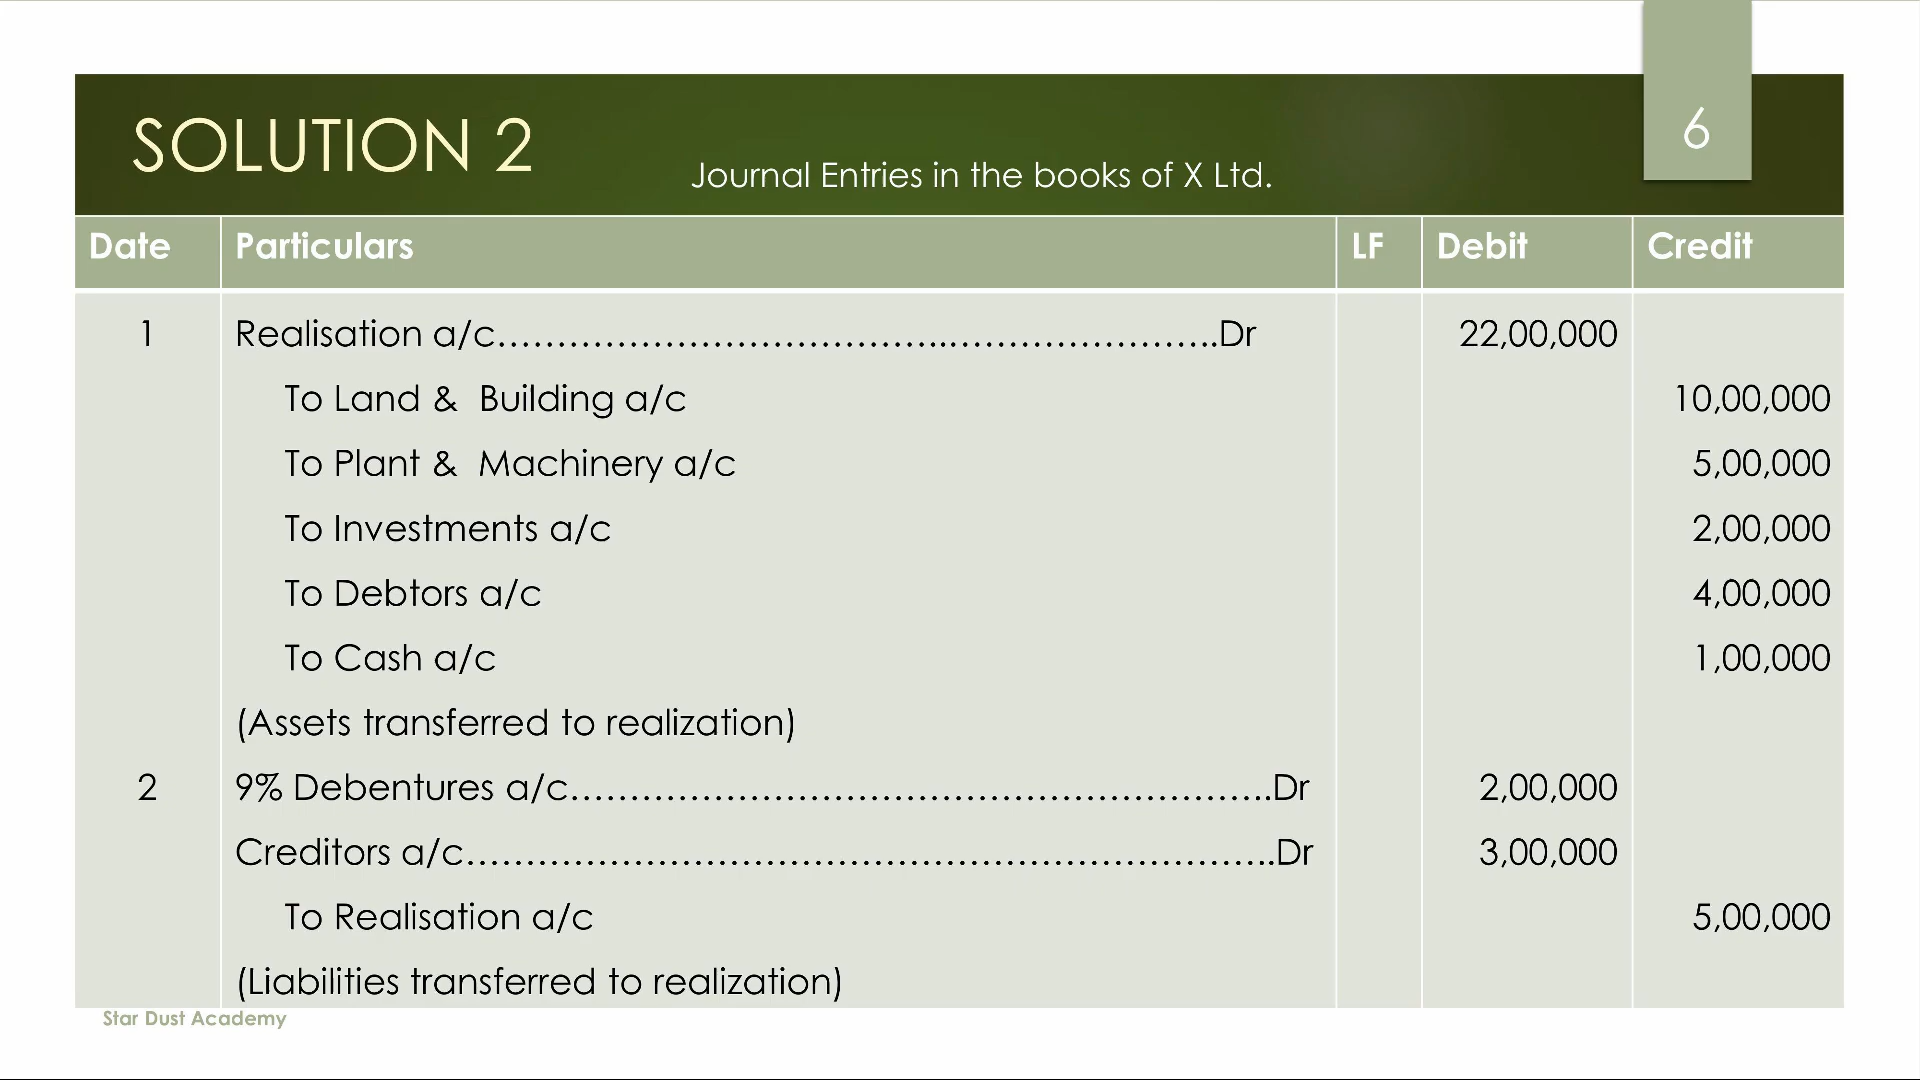 6
SOLUTION 2
Journal Entries in the books of X Ltd.
Date Particulars LF Debit Credit
1 Realisation a/c…………………………………..…………………..Dr 22,00,000
To Land & Building a/c 10,00,000
To Plant & Machinery a/c 5,00,000
To Investments a/c 2,00,000
To Debtors a/c 4,00,000
To Cash a/c 1,00,000
(Assets transferred to realization)
2 9% Debentures a/c………………………………………………….Dr 2,00,000
Creditors a/c………………………..……………………………….Dr 3,00,000
To Realisation a/c 5,00,000
(Liabilities transferred to realization)
Star Dust Academy